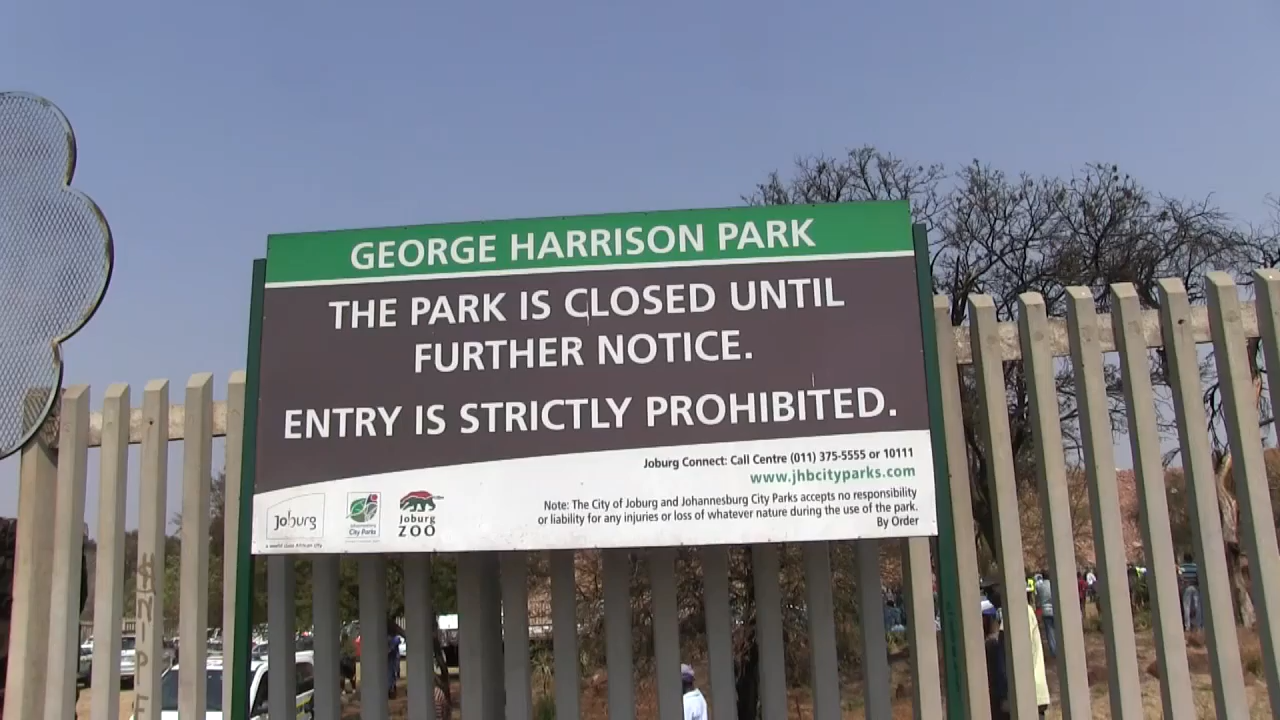 GEORGE HARRISON PARK
THE PARK IS CLOSED UNTIL
FURTHER NOTICE.
ENTRY IS STRICTLY PROHIBITED.
Joburg Connect: Call Centre (011) 375-5555 or 10111
www.jhbcityparks.com
Note: The City of Joburg and Johannesburg City Parks accepts no responsibility
or liability for any injuries or loss of whatever nature during the use of the park.
By Order
Joburg
a world class African city
City Parks
Joburg
ZOO